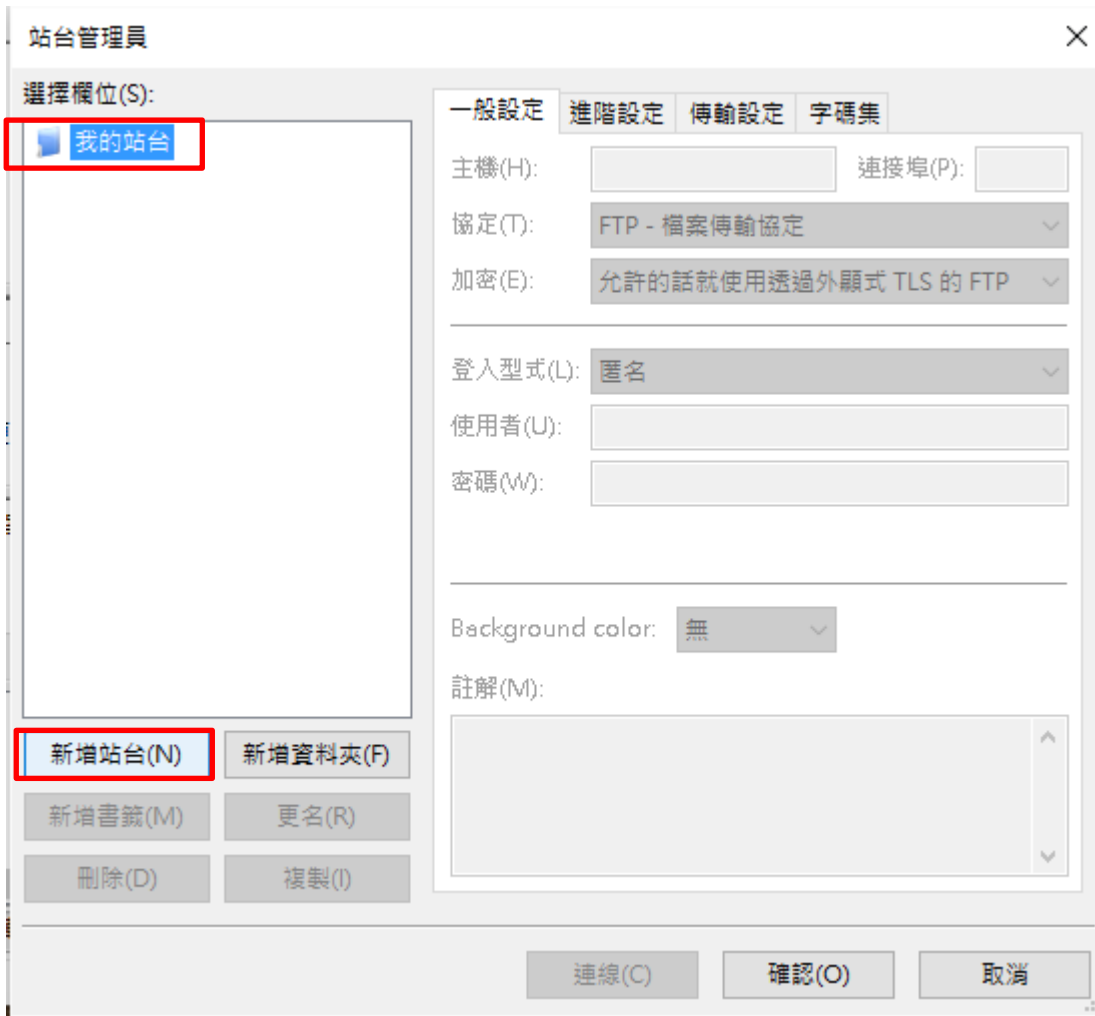 站台管理員
選擇欄位(S):
我的站台
一般設定 進階設定 傳輸設定 字碼集
主機(H): 連接埠(P):
協定(T): FTP - 檔案傳輸協定
加密(E): 允許的話就使用透過外顯式 TLS 的 FTP
登入型式(L): 匿名
使用者(U):
密碼(W):
Background color: 無
註解(M):
新增站台(N) 新增資料夾(F)
新增書籤(M) 更名(R)
刪除(D) 複製(I)
連線(C) 確認(O) 取消